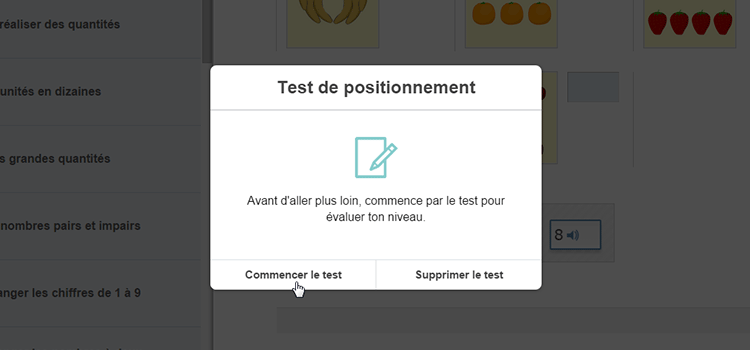 réaliser des quantités
unités en dizaines
s grandes quantités
nombres pairs et impairs
anger les chiffres de 1 à 9
Test de positionnement
Avant d'aller plus loin, commence par le test pour
évaluer ton niveau.
Commencer le test
Supprimer le test
8